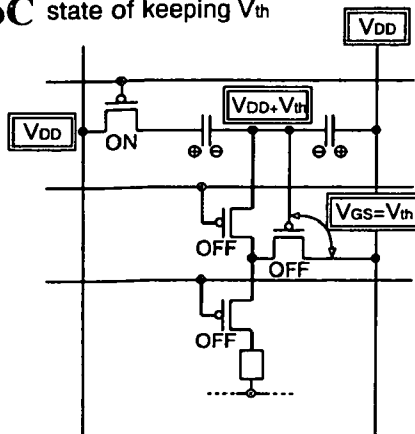 C state of keeping Vth
VDD
VDD+Vth
VDD
ON
⊕ ⊖
⊖ ⊕
VGS=Vth
OFF
OFF
OFF